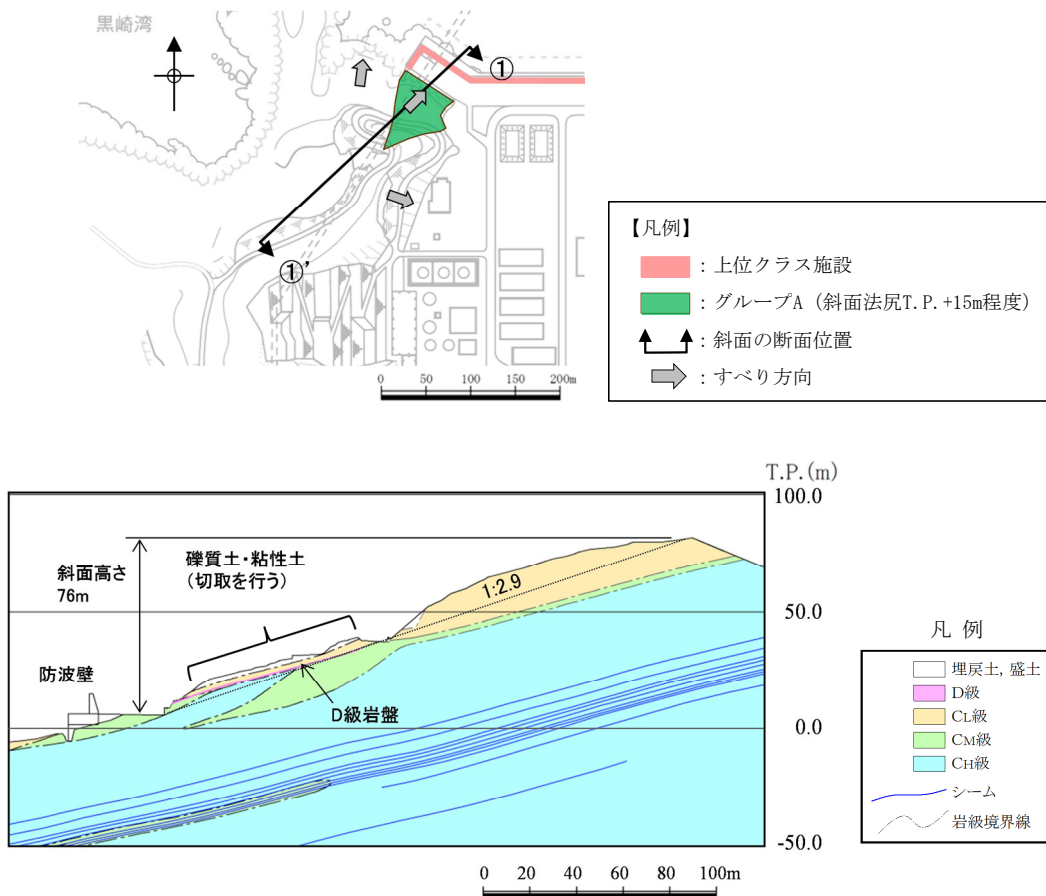 黒崎湾
①
①’
0 50 100 150 200m
【凡例】
：上位クラス施設
：グループA（斜面法尻T.P.+15m程度）
：斜面の断面位置
：すべり方向
T.P.(m)
100.0
50.0
0.0
-50.0
斜面高さ
76m
礫質土・粘性土
（切取を行う）
1:2.9
防波壁
D級岩盤
凡 例
埋戻土, 盛土
D級
CL級
CM級
CH級
シーム
岩級境界線
0 20 40 60 80 100m